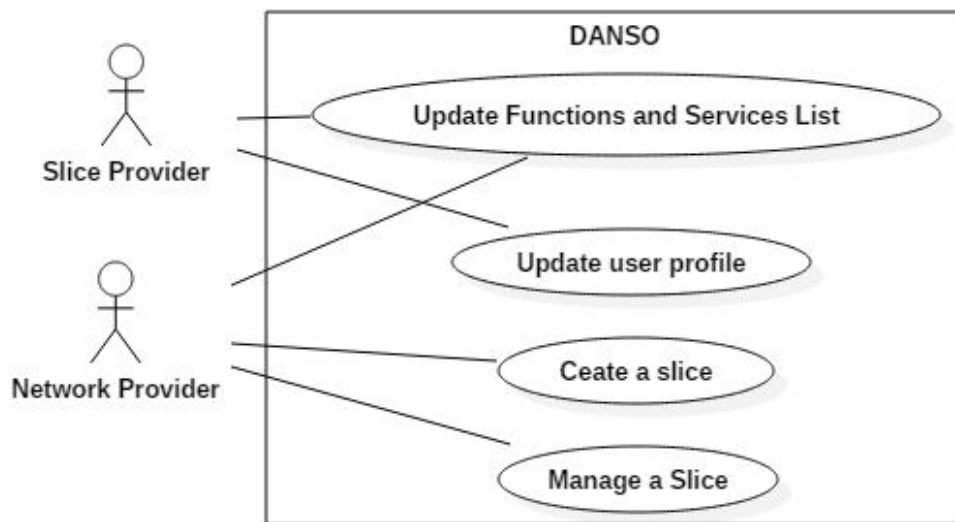 DANSO
Update Functions and Services List
Slice Provider
Update user profile
Network Provider
Ceate a slice
Manage a Slice